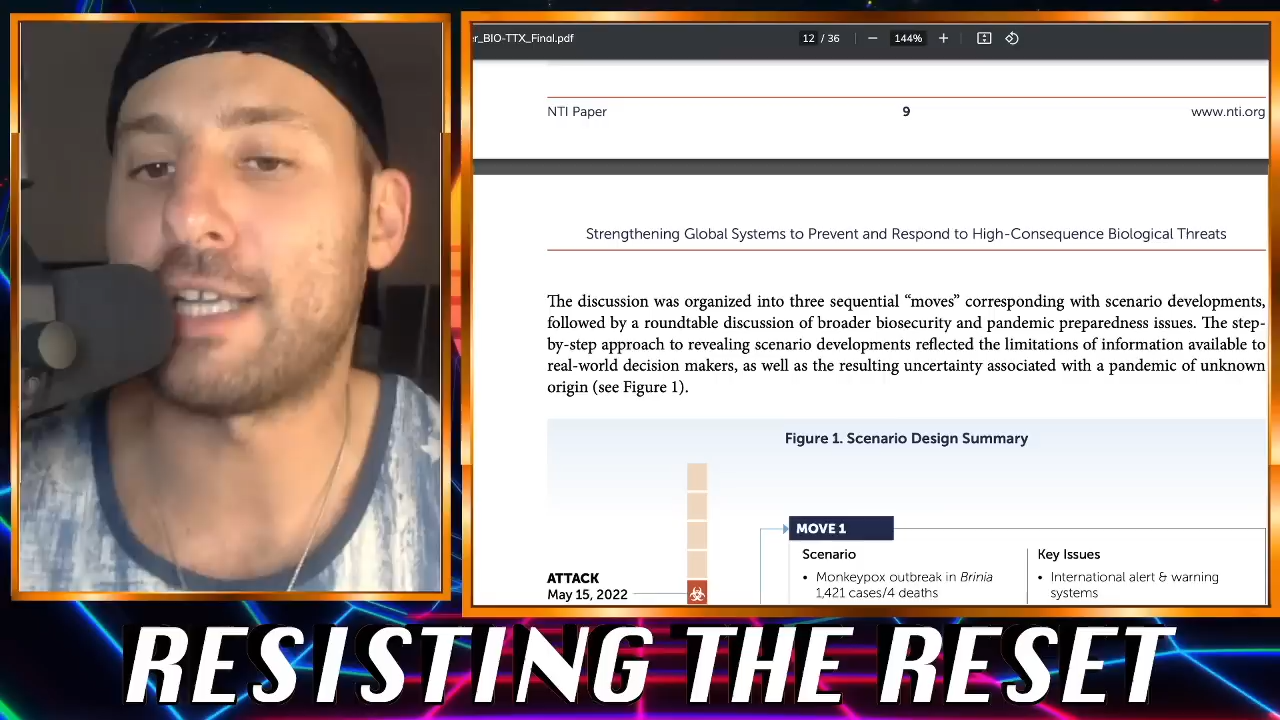 r_BIO-TTX_Final.pdf
12 / 36
144%
NTI Paper
9
www.nti.org
Strengthening Global Systems to Prevent and Respond to High-Consequence Biological Threats
The discussion was organized into three sequential “moves” corresponding with scenario developments,
followed by a roundtable discussion of broader biosecurity and pandemic preparedness issues. The step-
by-step approach to revealing scenario developments reflected the limitations of information available to
real-world decision makers, as well as the resulting uncertainty associated with a pandemic of unknown
origin (see Figure 1).
Figure 1. Scenario Design Summary
MOVE 1
Scenario
• Monkeypox outbreak in Brinia
1,421 cases/4 deaths
Key Issues
• International alert & warning
systems
ATTACK
May 15, 2022
RESISTING THE RESET